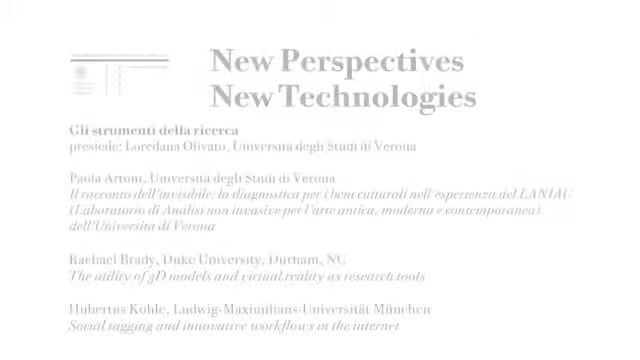 New Perspectives
New Technologies
Gli strumenti della ricerca
presiede: Loredana Olivato, Università degli Studi di Verona
Paola Artoni, Università degli Studi di Verona
Il racconto dell'invisibile: la diagnostica per i beni culturali nell'esperienza del LANIAC
(Laboratorio di Analisi non invasive per l'arte antica, moderna e contemporanea)
dell'Università di Verona
Rachael Brady, Duke University, Durham, NC
The utility of 3D models and virtual reality as research tools
Hubertus Kohle, Ludwig-Maximilians-Universität München
Social tagging and innovative workflows in the internet